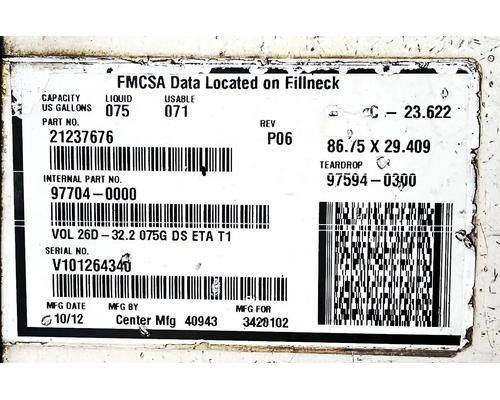 FMCSA Data Located on Fillneck
CAPACITY LIQUID USABLE
US GALLONS 075 071
C - 23.622
PART NO. REV
21237676 P06
86.75 X 29.409
TEARDROP
INTERNAL PART NO. 97594-0300
97704-0000
VOL 26D-32.2 075G DS ETA T1
SERIAL NO.
V101264340
MFG DATE MFG BY MFG FOR
10/12 Center Mfg 40943 3420102